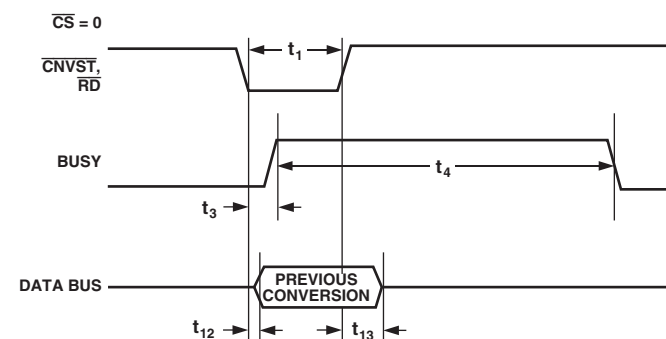 CS = 0
CNVST,
RD
t1
BUSY
t4
t3
DATA BUS
PREVIOUS
CONVERSION
t12
t13